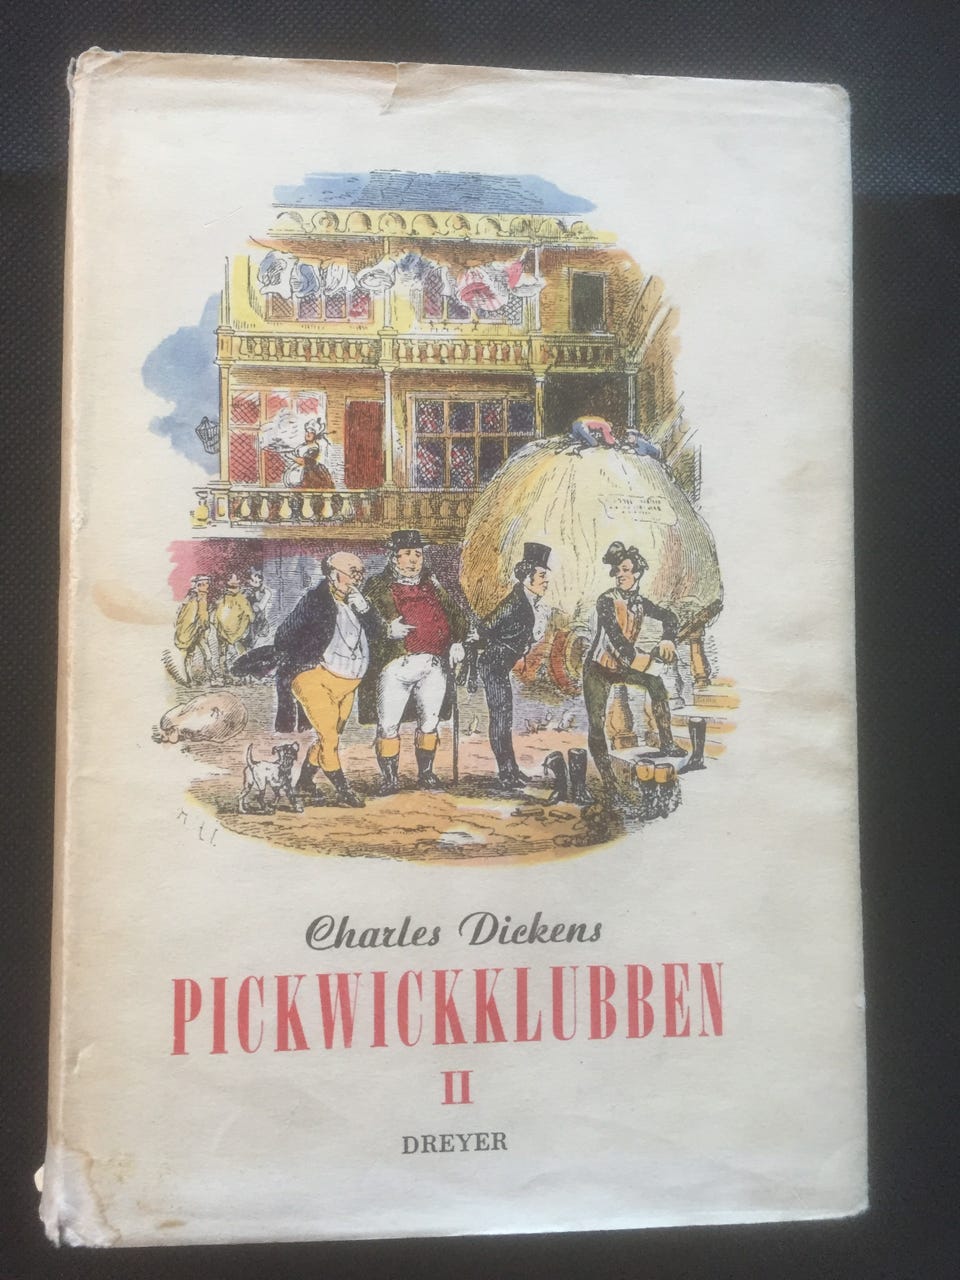 Charles Dickens
PICKWICKKLUBBEN
II
DREYER